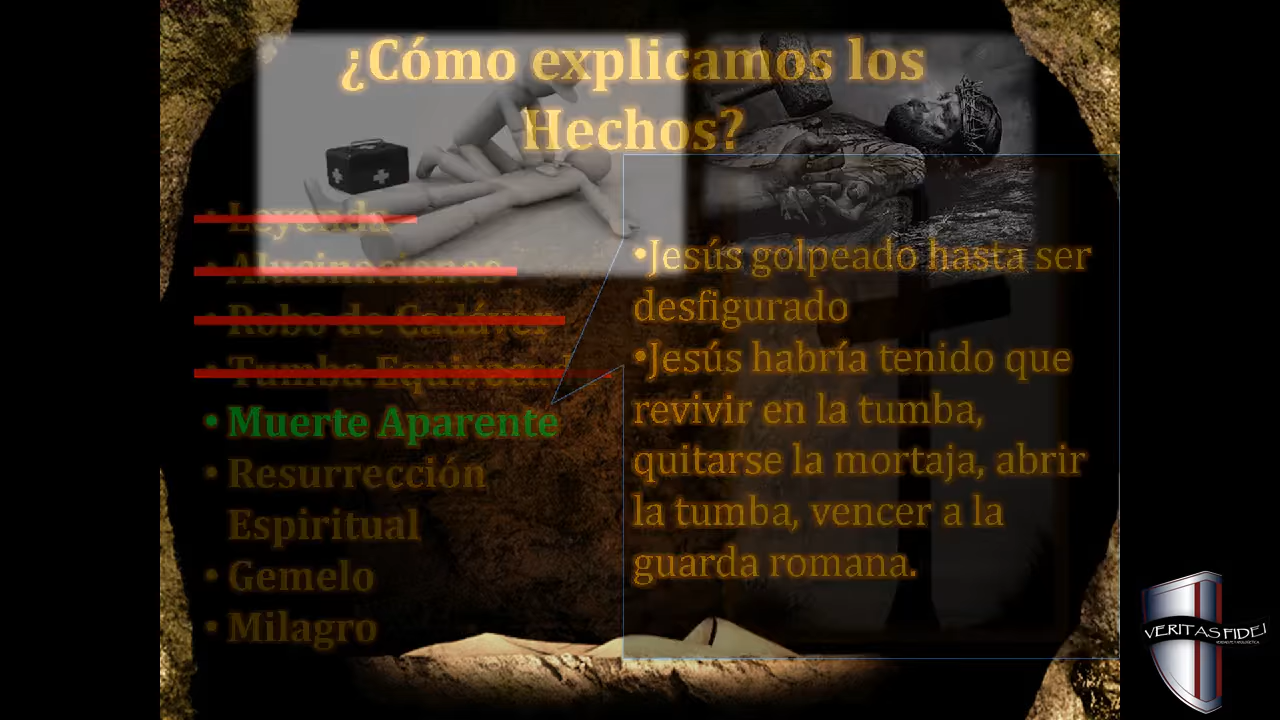 ¿Cómo explicamos los
Hechos?
• Leyenda
• Alucinaciones
• Robo de Cadáver
• Tumba
• Muerte Aparente
• Resurrección
Espiritual
• Gemelo
• Milagro
•Jesús golpeado hasta ser
desfigurado
•Jesús habría tenido que
revivir en la tumba,
quitarse la mortaja, abrir
la tumba, vencer a la
guarda romana.
VERITAS FIDEI